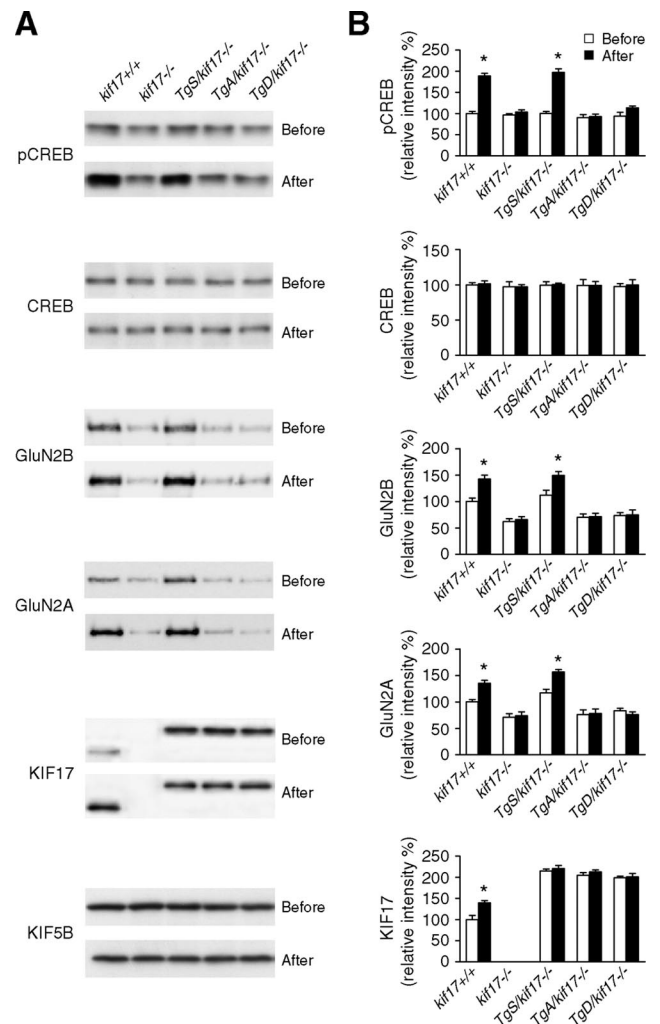 A
kif17+/+
kif17-/-
TgS/kif17-/-
TgA/kif17-/-
TgD/kif17-/-
pCREB
Before
After
CREB
Before
After
GluN2B
Before
After
GluN2A
Before
After
KIF17
Before
After
KIF5B
Before
After
B
Before
After
pCREB
(relative intensity %)
250
200
150
100
50
0
*
*
kif17+/+
kif17-/-
TgS/kif17-/-
TgA/kif17-/-
TgD/kif17-/-
CREB
(relative intensity %)
150
100
50
0
kif17+/+
kif17-/-
TgS/kif17-/-
TgA/kif17-/-
TgD/kif17-/-
GluN2B
(relative intensity %)
200
150
100
50
0
*
*
kif17+/+
kif17-/-
TgS/kif17-/-
TgA/kif17-/-
TgD/kif17-/-
GluN2A
(relative intensity %)
200
150
100
50
0
*
*
kif17+/+
kif17-/-
TgS/kif17-/-
TgA/kif17-/-
TgD/kif17-/-
KIF17
(relative intensity %)
250
200
150
100
50
0
*
kif17+/+
kif17-/-
TgS/kif17-/-
TgA/kif17-/-
TgD/kif17-/-